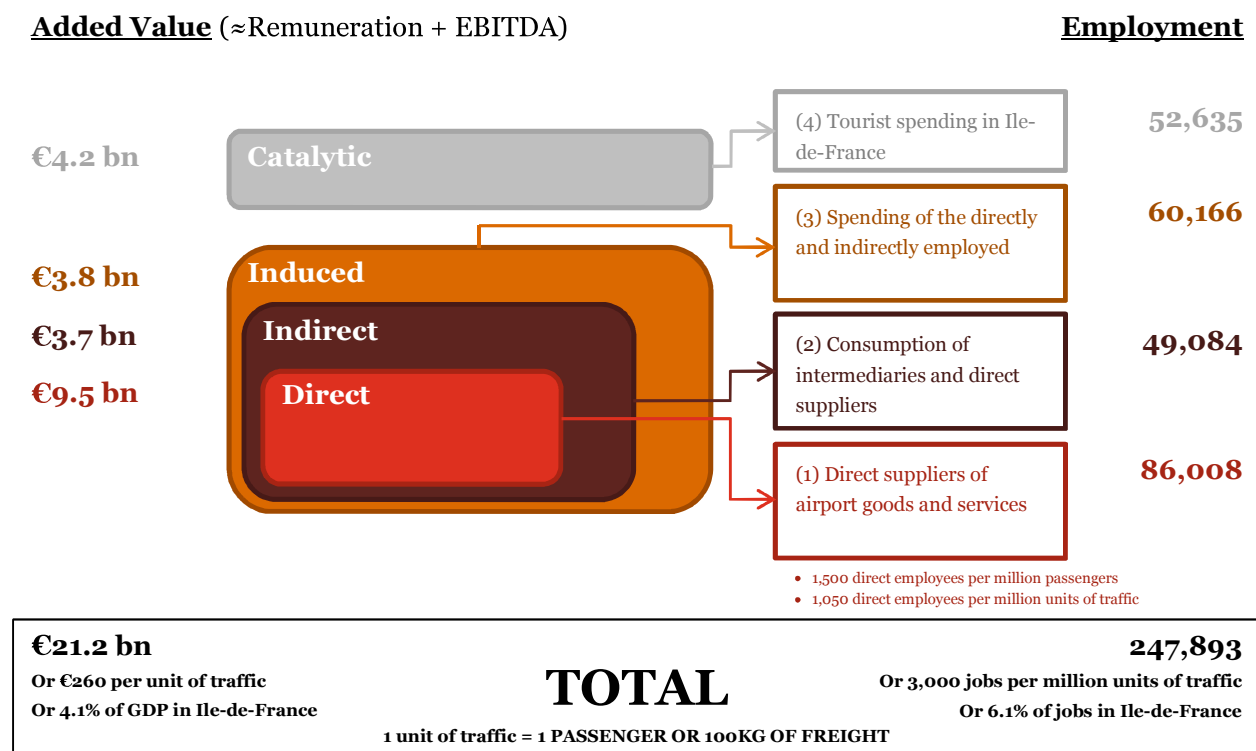 Added Value (≈Remuneration + EBITDA)
Employment
€4.2 bn
Catalytic
(4) Tourist spending in Ile-
de-France
52,635
€3.8 bn
Induced
(3) Spending of the directly
and indirectly employed
60,166
€3.7 bn
Indirect
(2) Consumption of
intermediaries and direct
suppliers
49,084
€9.5 bn
Direct
(1) Direct suppliers of
airport goods and services
86,008
• 1,500 direct employees per million passengers
• 1,050 direct employees per million units of traffic
€21.2 bn
Or €260 per unit of traffic
Or 4.1% of GDP in Ile-de-France
TOTAL
247,893
Or 3,000 jobs per million units of traffic
Or 6.1% of jobs in Ile-de-France
1 unit of traffic = 1 PASSENGER OR 100KG OF FREIGHT